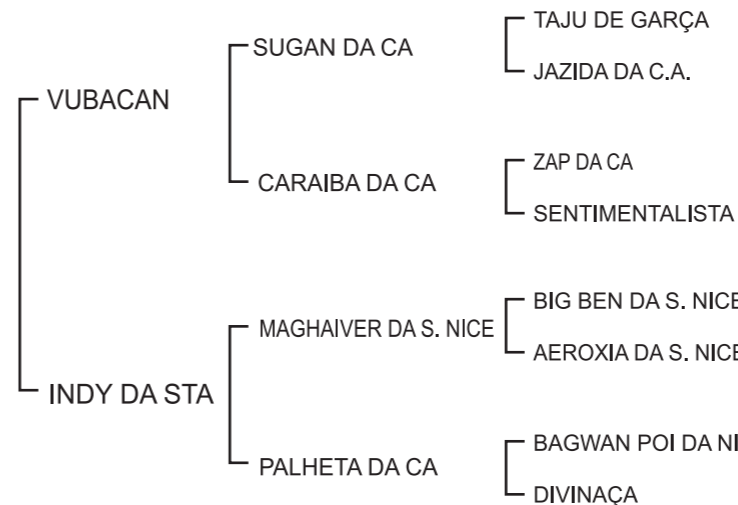 TAJU DE GARÇA
SUGAN DA CA
JAZIDA DA C.A.
VUBACAN
ZAP DA CA
CARAIBA DA CA
SENTIMENTALISTA
BIG BEN DA S. NICE
MAGHAIVER DA S. NICE
AEROXIA DA S. NICE
INDY DA STA
BAGWAN POI DA
PALHETA DA CA
DIVINAÇA